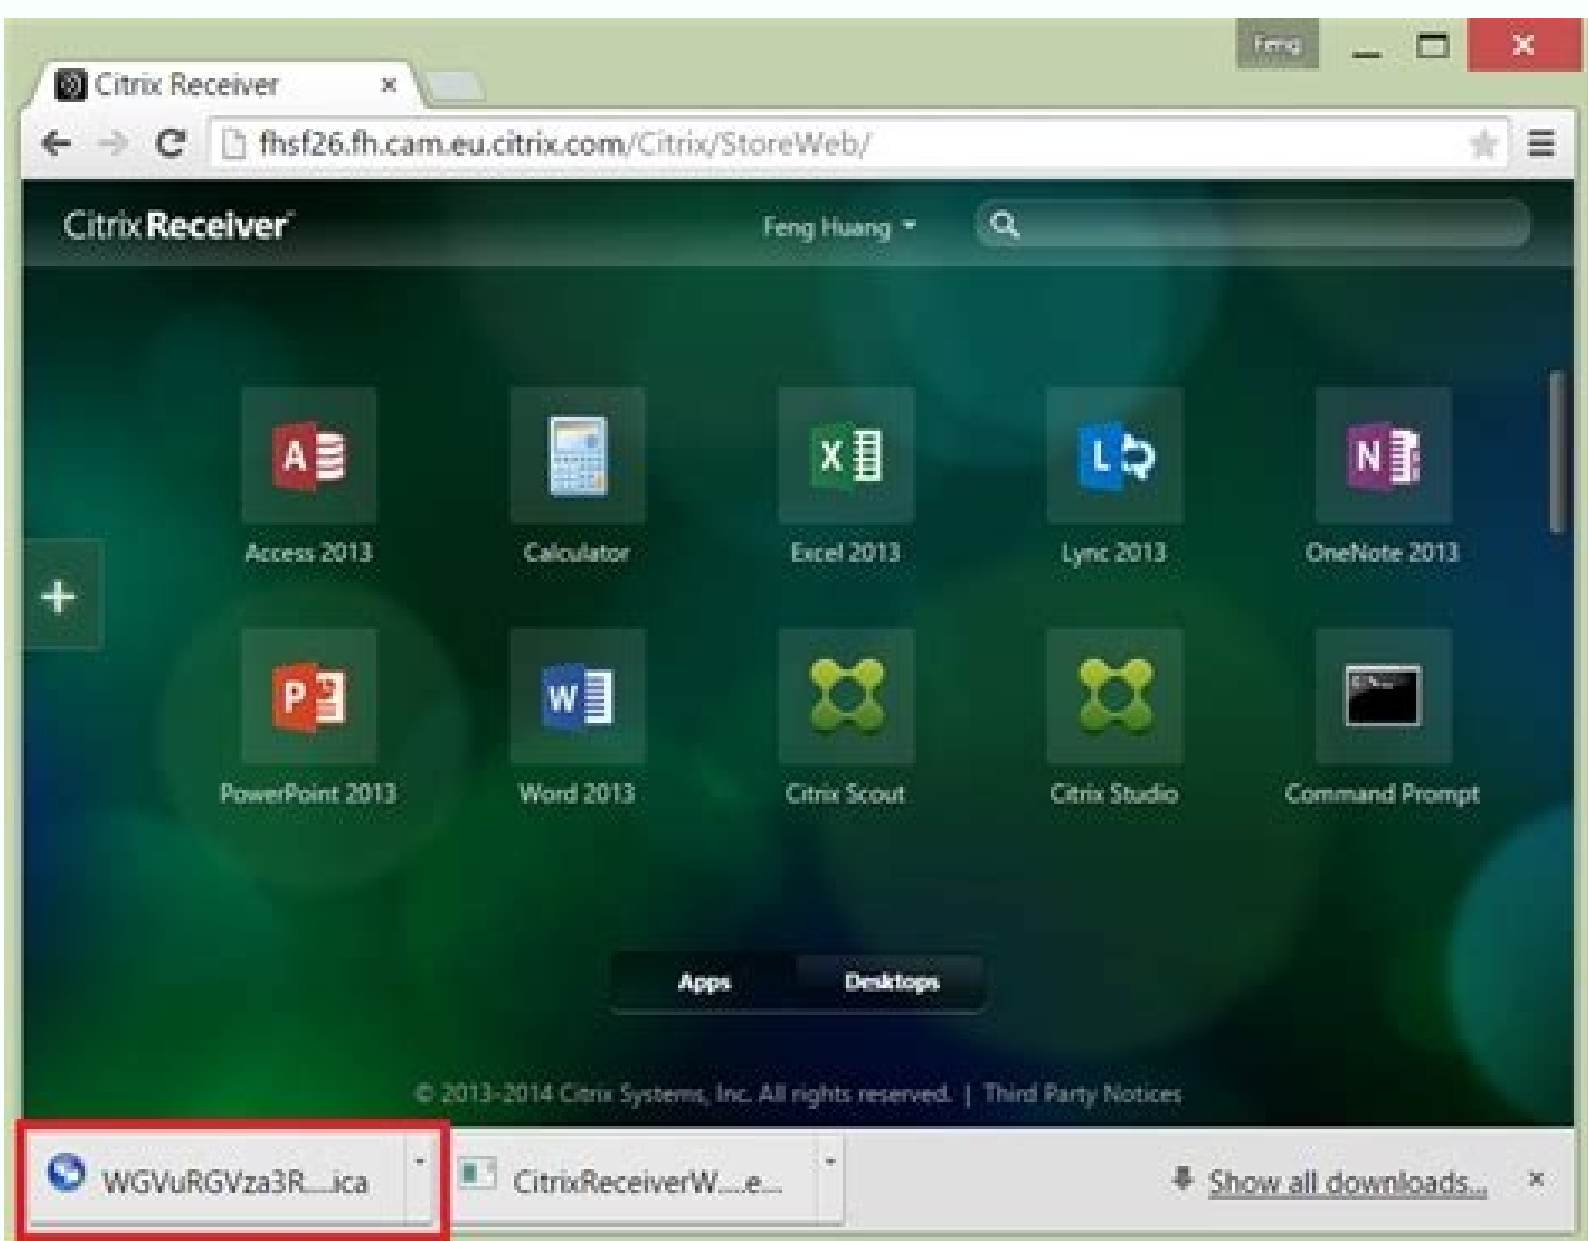 Feng
Citrix Receiver
fhsf26.fh.cam.eu.citrix.com/Citrix/StoreWeb/
Citrix Receiver
Feng Huang
Access 2013
Calculator
Excel 2013
Lync 2013
OneNote 2013
PowerPoint 2013
Word 2013
Citrix Scout
Citrix Studio
Command Prompt
Apps
Desktops
© 2013-2014 Citrix Systems, Inc. All rights reserved. | Third Party Notices
WGVuRGVza3R....ica
CitrixReceiverW....e...
Show all downloads...